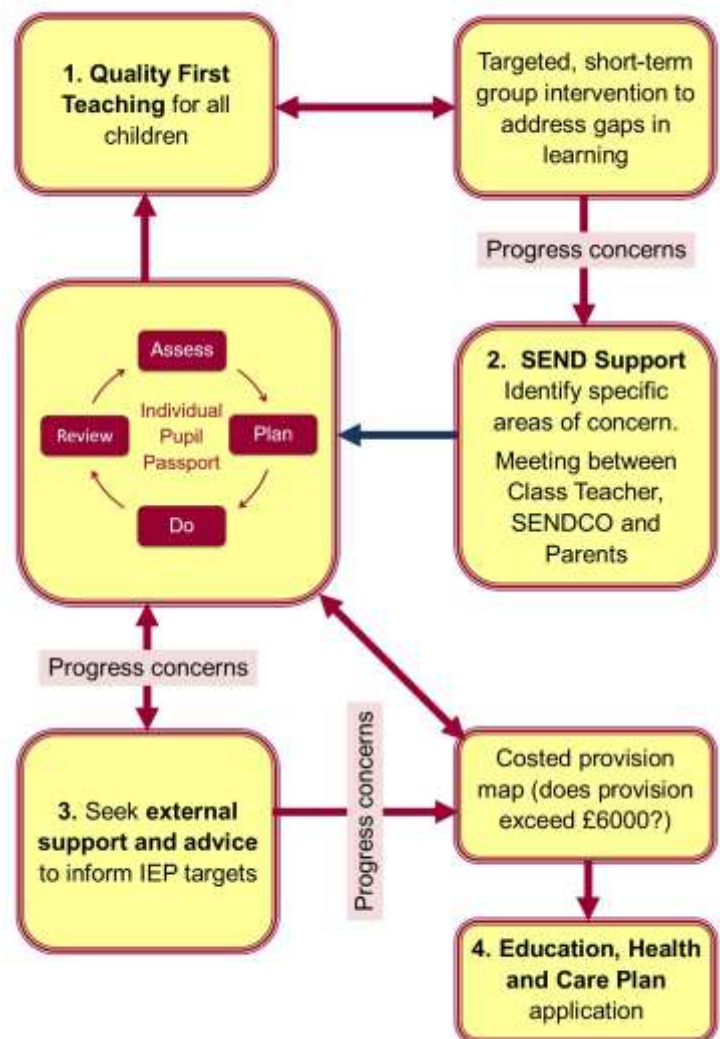 1. Quality First
Teaching for all
children
Targeted, short-term
group intervention to
address gaps in
learning
Progress concerns
Assess
Review
Individual
Pupil
Passport
Plan
Do
2. SEND Support
Identify specific
areas of concern.
Meeting between
Class Teacher,
SENDCO and
Parents
Progress concerns
3. Seek external
support and advice
to inform IEP targets
Progress concerns
Costed provision
map (does provision
exceed £6000?)
4. Education, Health
and Care Plan
application